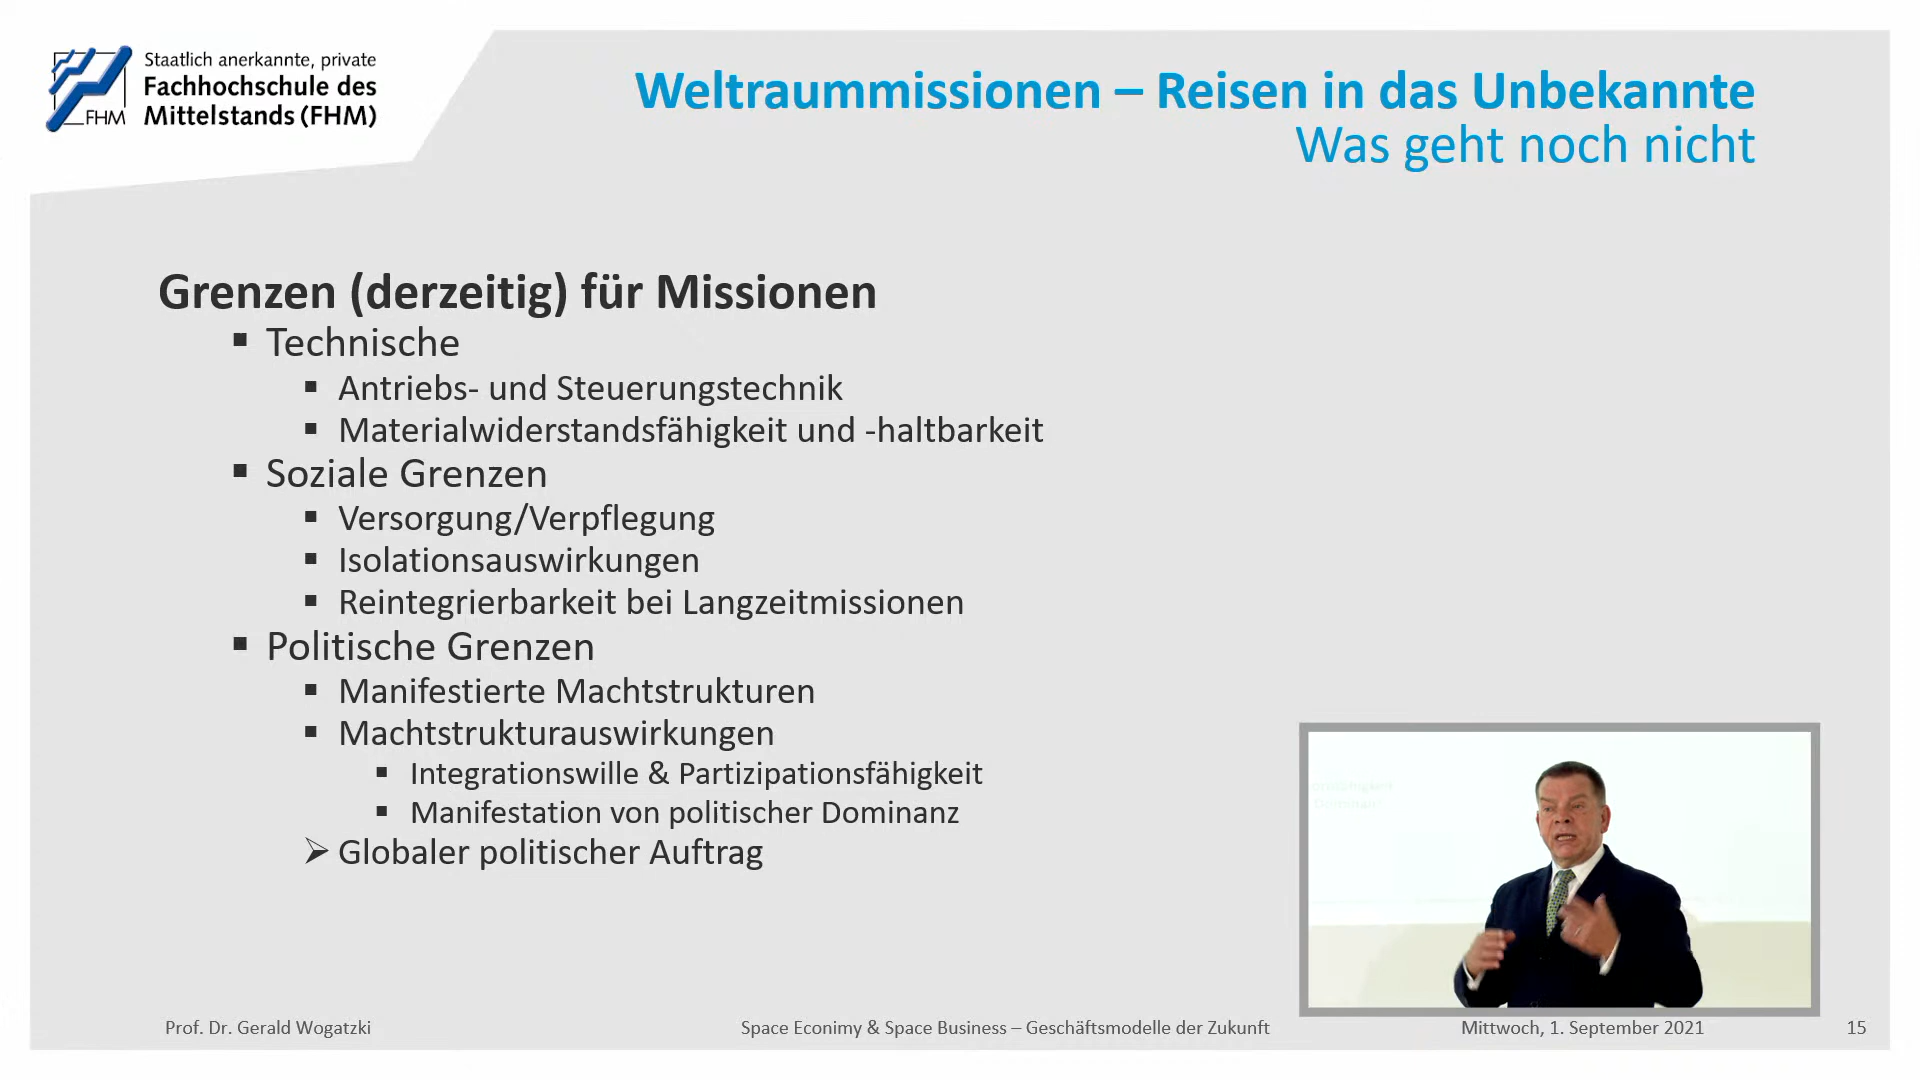 Staatlich anerkannte, private
Fachhochschule des
Mittelstands (FHM)
FHM
Weltraummissionen – Reisen in das Unbekannte
Was geht noch nicht
Grenzen (derzeitig) für Missionen
▪ Technische
▪ Antriebs- und Steuerungstechnik
▪ Materialwiderstandsfähigkeit und -haltbarkeit
▪ Soziale Grenzen
▪ Versorgung/Verpflegung
▪ Isolationsauswirkungen
▪ Reintegrierbarkeit bei Langzeitmissionen
▪ Politische Grenzen
▪ Manifestierte Machtstrukturen
▪ Machtstrukturauswirkungen
▪ Integrationswille & Partizipationsfähigkeit
▪ Manifestation von politischer Dominanz
➢ Globaler politischer Auftrag
Prof. Dr. Gerald Wogatzki
Space Econimy & Space Business – Geschäftsmodelle der Zukunft
Mittwoch, 1. September 2021
15